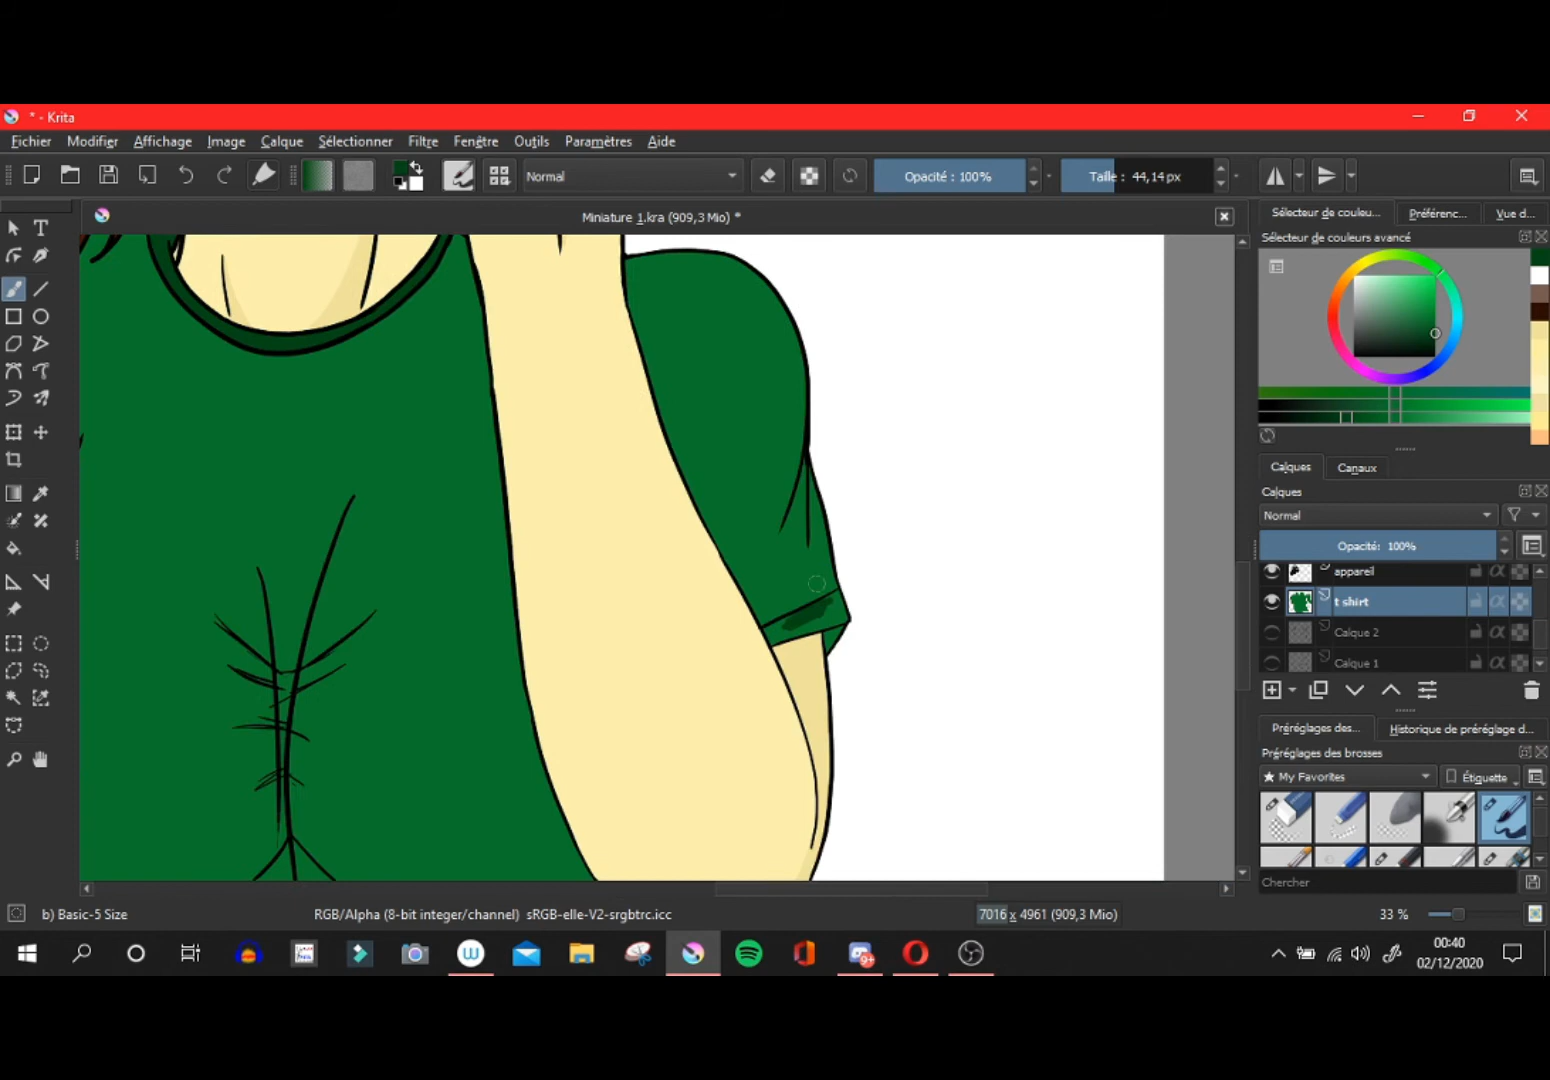 * - Krita
Fichier Modifier Affichage Image Calque Sélectionner Filtre Fenêtre Outils Paramètres Aide
Normal Opacité : 100% Taille : 44,14 px
Miniature 1.kra (909,3 Mio) *
Sélecteur de couleu... Préférenc... Vue d...
Sélecteur de couleurs avancé
Calques Canaux
Calques
Normal
Opacité: 100%
appareil
t shirt
Calque 2
Calque 1
Préréglages des... Historique de préréglage d...
Préréglages des brosses
★ My Favorites Étiquette
Chercher
b) Basic-5 Size RGB/Alpha (8-bit integer/channel) sRGB-elle-V2-srgbtrc.icc 7016 x 4961 (909,3 Mio) 33 %
00:40
02/12/2020